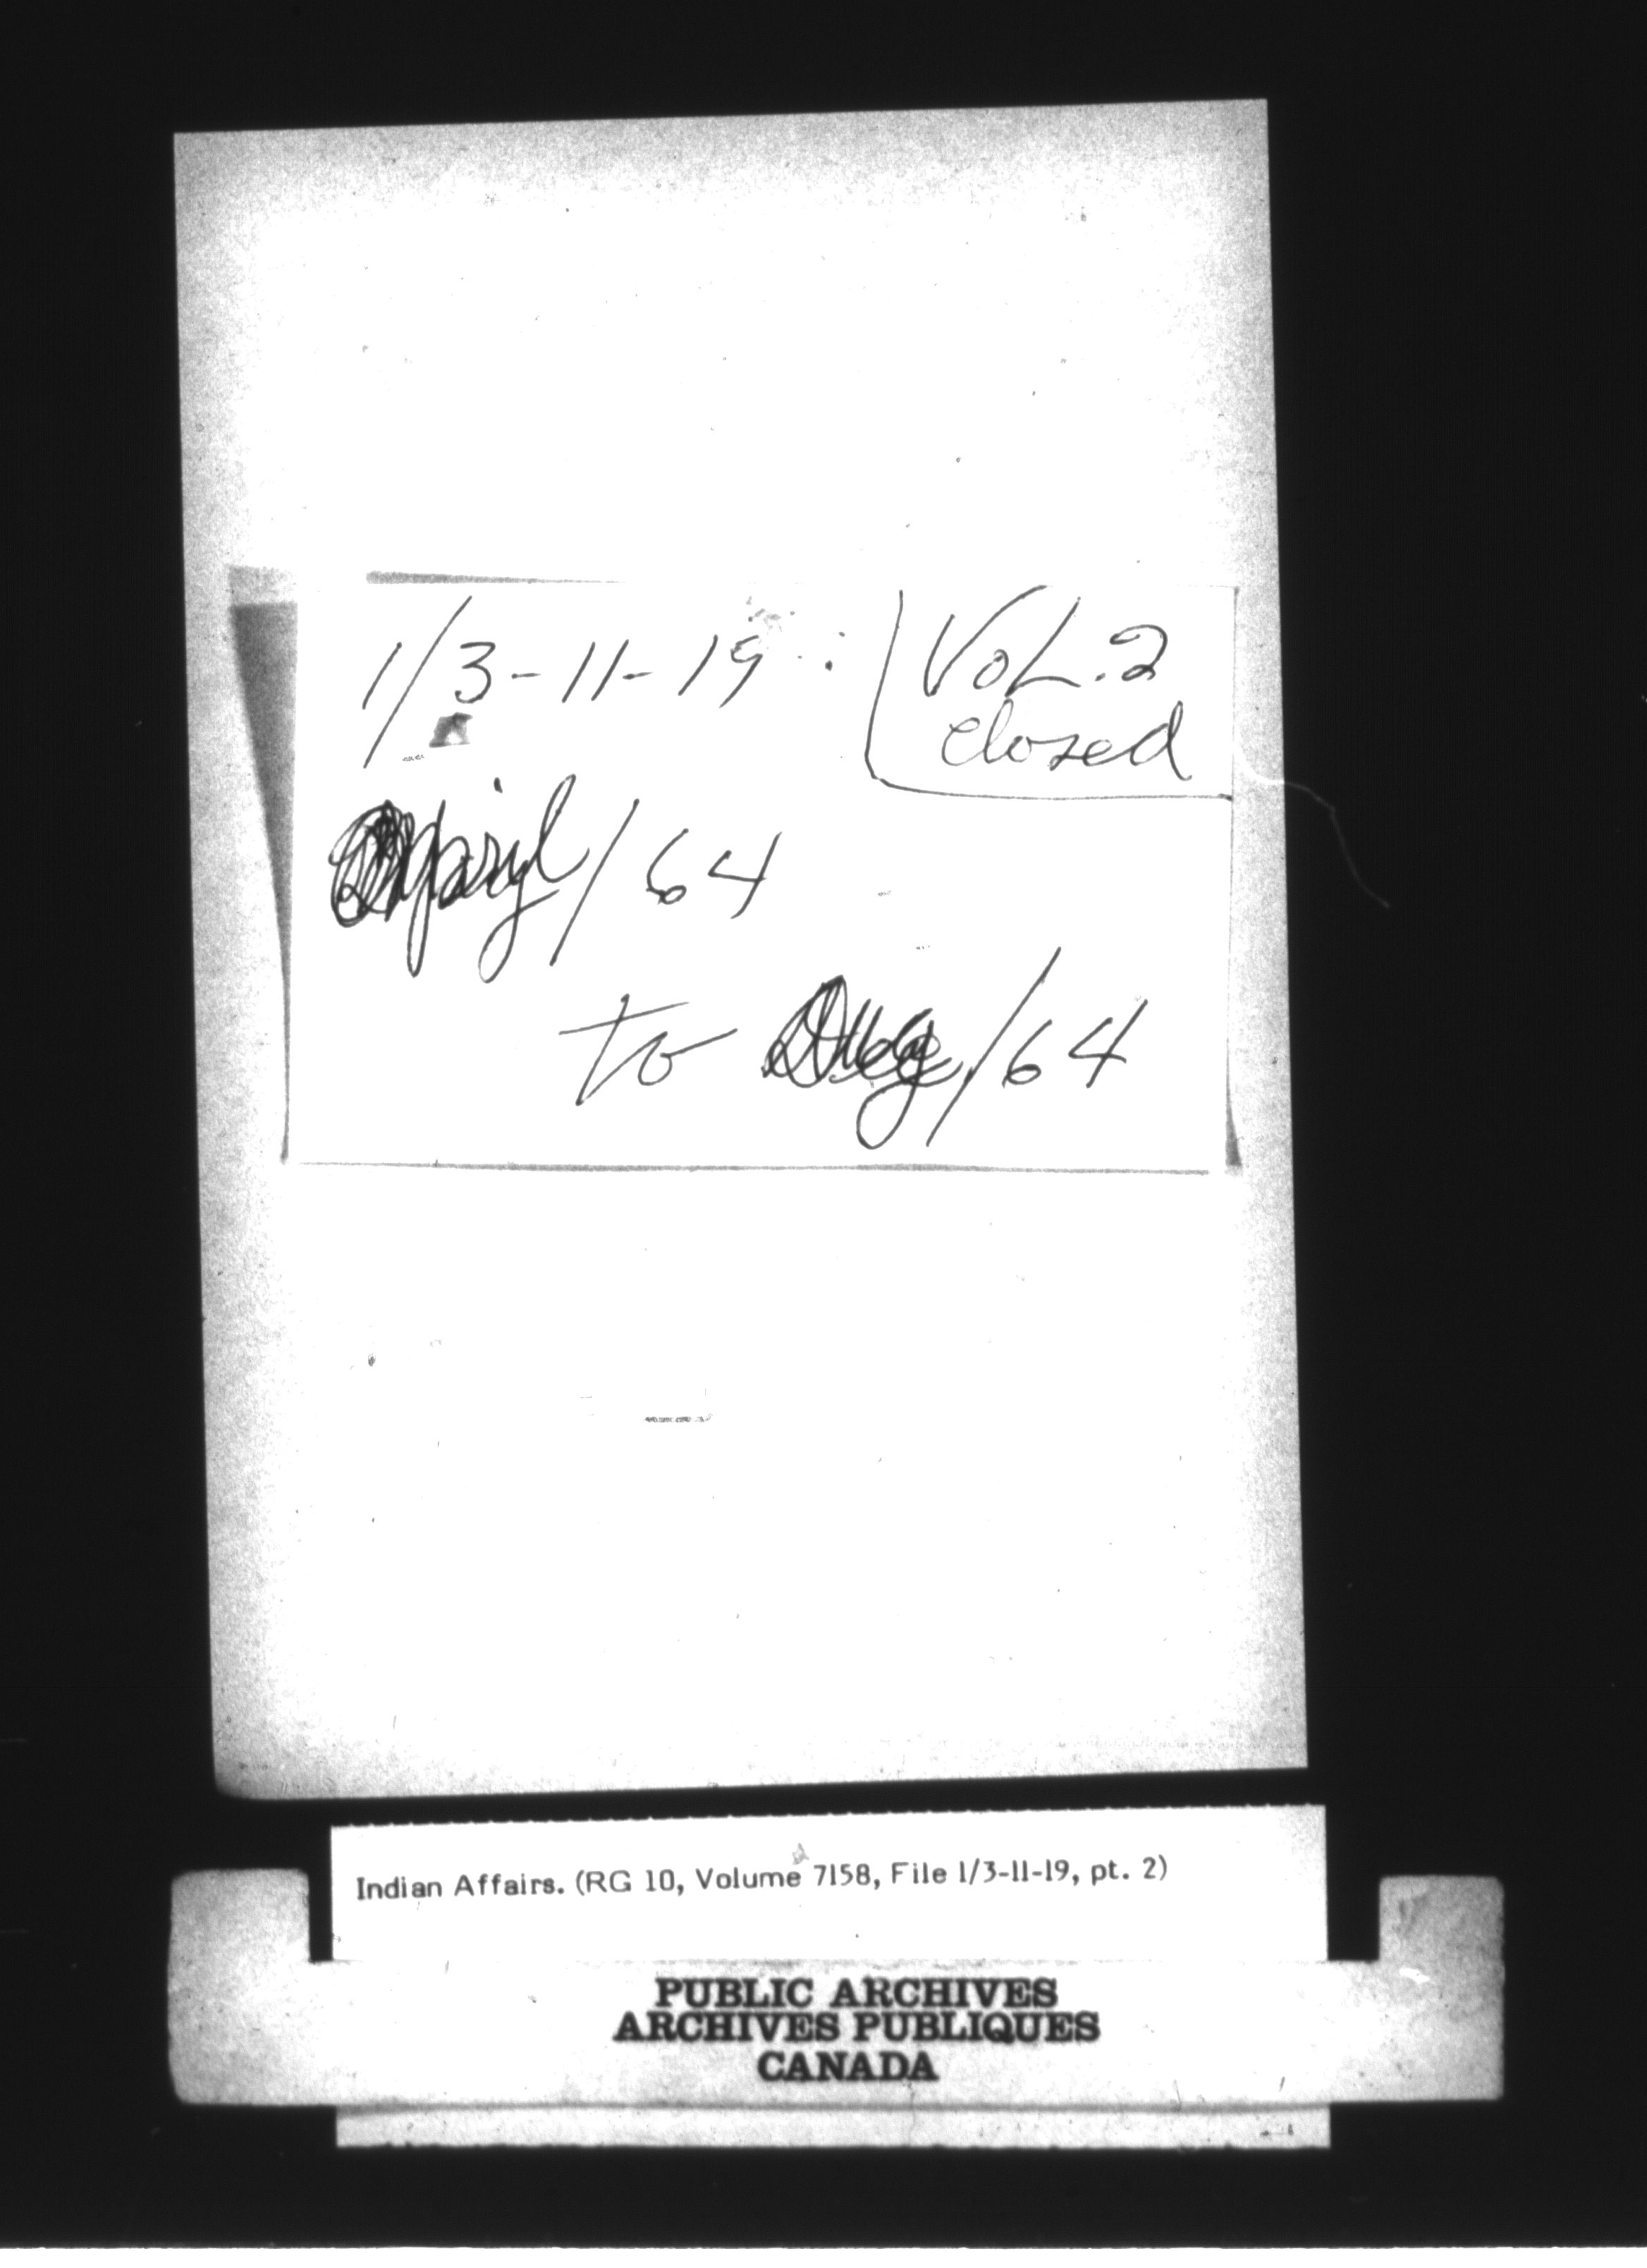 1/3-11-19 :
VOL. 2
closed
/ 64
to Aug/64
Indian Affairs. (RG 10, Volume 7158, File 1/3-11-19, pt. 2)
PUBLIC ARCHIVES
ARCHIVES PUBLIQUES
CANADA